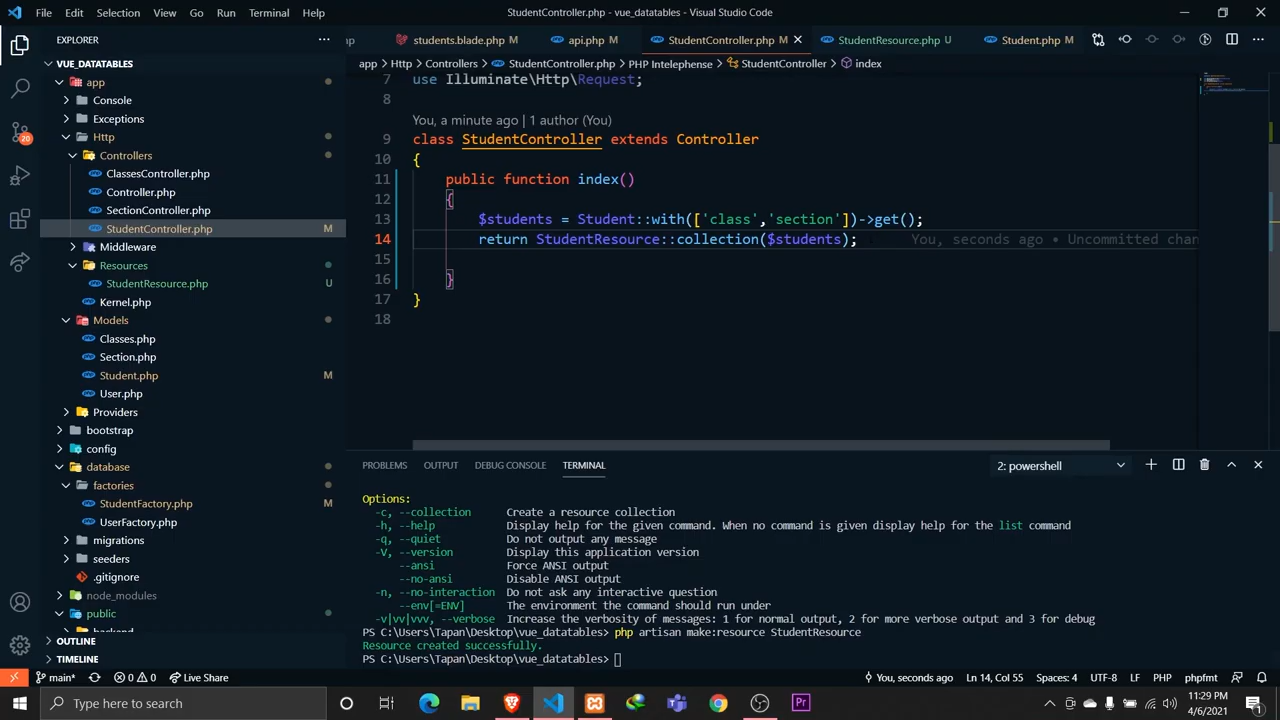 File Edit Selection View Go Run Terminal Help
StudentController.php - vue_datatables - Visual Studio Code
EXPLORER
hp students.blade.php M api.php M StudentController.php M StudentResource.php U Student.php M
VUE_DATATABLES
app > Http > Controllers > StudentController.php > PHP Intelephense > StudentController > index
app
Console
Exceptions
Http
Controllers
ClassesController.php
Controller.php
SectionController.php
StudentController.php M
Middleware
Resources
StudentResource.php U
Kernel.php
Models
Classes.php
Section.php
Student.php M
User.php
Providers
bootstrap
config
database
factories
StudentFactory.php M
UserFactory.php
migrations
seeders
.gitignore
node_modules
public
backend
OUTLINE
TIMELINE
7 use Illuminate\Http\Request;
8
You, a minute ago | 1 author (You)
9 class StudentController extends Controller
10 {
11 public function index()
12 {
13 $students = Student::with(['class','section'])->get();
14 return StudentResource::collection($students); You, seconds ago • Uncommitted chan
15
16 }
17 }
18
PROBLEMS OUTPUT DEBUG CONSOLE TERMINAL
2: powershell
Options:
-c, --collection Create a resource collection
-h, --help Display help for the given command. When no command is given display help for the list command
-q, --quiet Do not output any message
-V, --version Display this application version
--ansi Force ANSI output
--no-ansi Disable ANSI output
-n, --no-interaction Do not ask any interactive question
--env[=ENV] The environment the command should run under
-v|vv|vvv, --verbose Increase the verbosity of messages: 1 for normal output, 2 for more verbose output and 3 for debug
PS C:\Users\Tapan\Desktop\vue_datatables> php artisan make:resource StudentResource
Resource created successfully.
PS C:\Users\Tapan\Desktop\vue_datatables>
20
main* 0 0 Live Share
You, seconds ago Ln 14, Col 55 Spaces: 4 UTF-8 LF PHP phpfmt
Type here to search
11:29 PM
4/6/2021